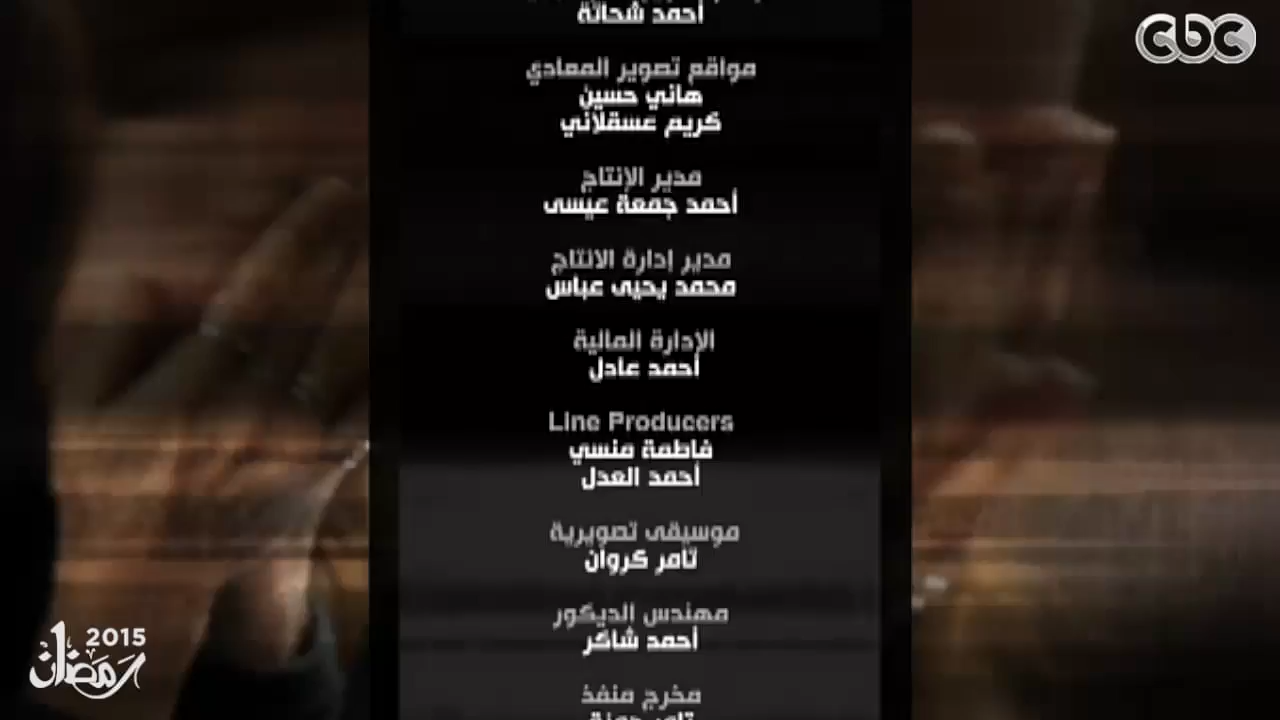 أحمد شحاتة
cbc
مواقع تصوير المعادي
هاني حسين
كريم عسقلاني
مدير الإنتاج
أحمد جمعة عيسى
مدير إدارة الانتاج
محمد يحيى عباس
الإدارة المالية
أحمد عادل
Line Producers
فاطمة منسي
أحمد العدل
موسيقى تصويرية
تامر كروان
مهندس الديكور
أحمد شاكر
2015
رمضان
مخرج منفذ